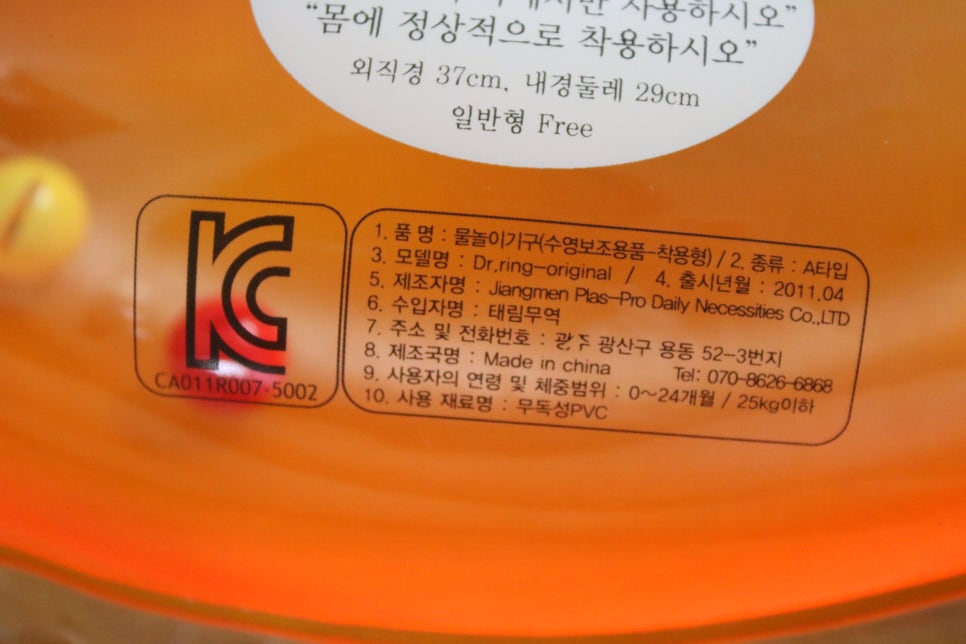 사용하시오”
“몸에 정상적으로 착용하시오”
외직경 37cm, 내경둘레 29cm
일반형 Free
KC
CA011R007-5002
1. 품 명 : 물놀이기구(수영보조용품-착용형) / 2. 종류 : A타입
3. 모델명 : Dr.ring-original / 4. 출시년월 : 2011.04
5. 제조자명 : Jiangmen Plas-Pro Daily Necessities Co.,LTD
6. 수입자명 : 태림무역
7. 주소 및 전화번호 : 광산구 용동 52-3번지
Tel: 070-8626-6868
8. 제조국명 : Made in china
9. 사용자의 연령 및 체중범위 : 0~24개월 / 25kg이하
10. 사용 재료명 : 무독성PVC